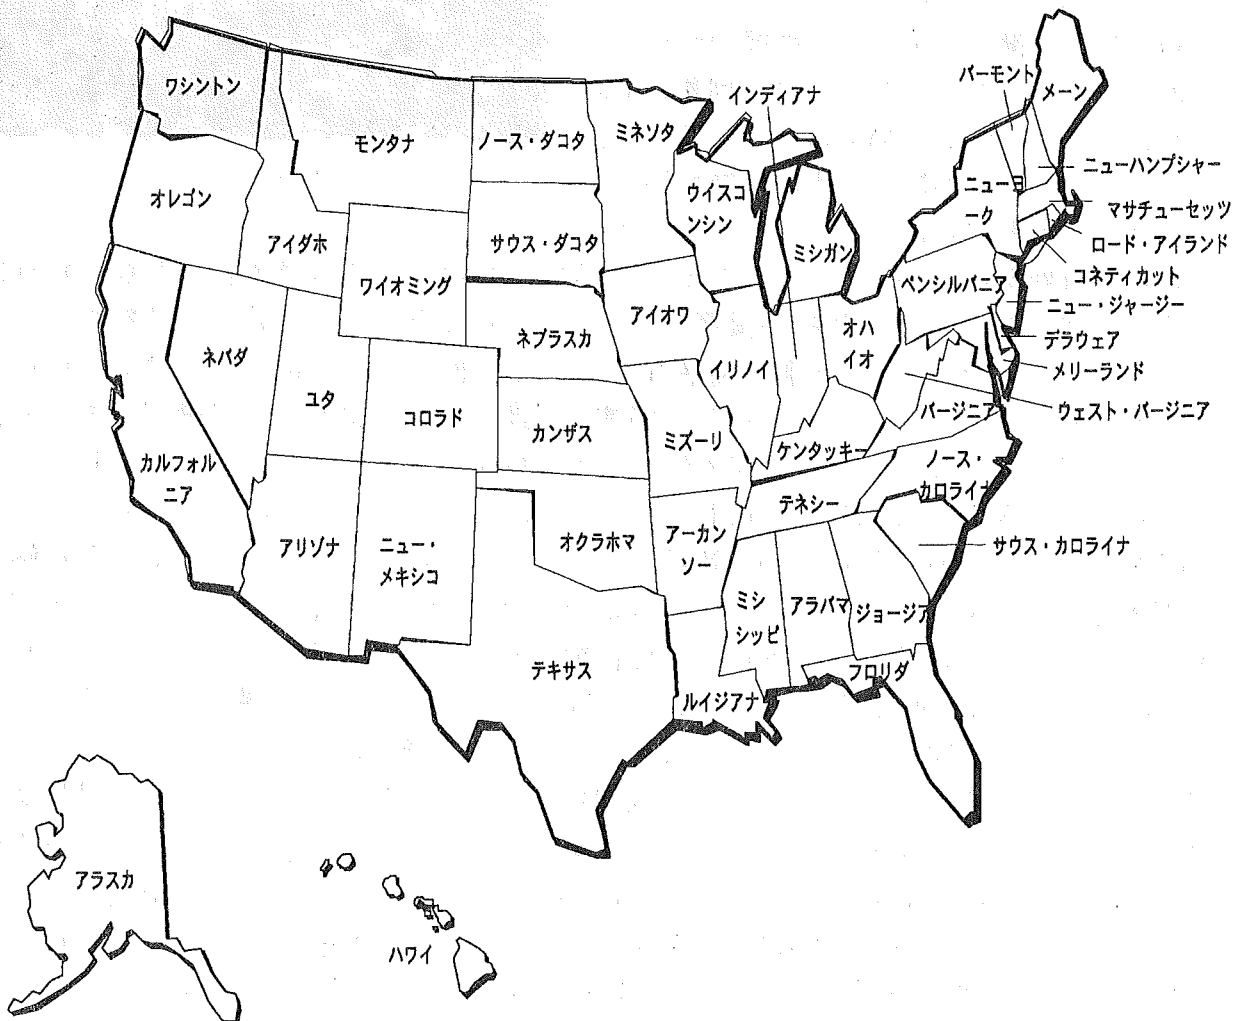 ワシントン
モンタナ
ノース・ダコタ
ミネソタ
インディアナ
バーモント
メーン
オレゴン
アイダホ
ワイオミング
サウス・ダコタ
ウイスコ
ンシン
ミシガン
ニューヨ
ーク
ニューハンプシャー
マサチューセッツ
ロード・アイランド
コネティカット
ペンシルバニア
ニュー・ジャージー
ネバダ
ユタ
コロラド
ネブラスカ
アイオワ
イリノイ
オハ
イオ
デラウェア
メリーランド
ウェスト・バージニア
バージニア
カルフォル
ニア
カンザス
ミズーリ
ケンタッキー
ノース・
カロライナ
テネシー
アリゾナ
ニュー・
メキシコ
オクラホマ
アーカン
ソー
サウス・カロライナ
ミシ
シッピ
アラバマ
ジョージア
テキサス
ルイジアナ
フロリダ
アラスカ
ハワイ